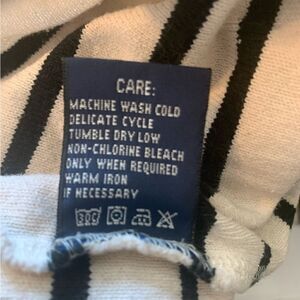 CARE:
MACHINE WASH COLD
DELICATE CYCLE
TUMBLE DRY LOW
NON-CHLORINE BLEACH
ONLY WHEN REQUIRED
WARM IRON
IF NECESSARY